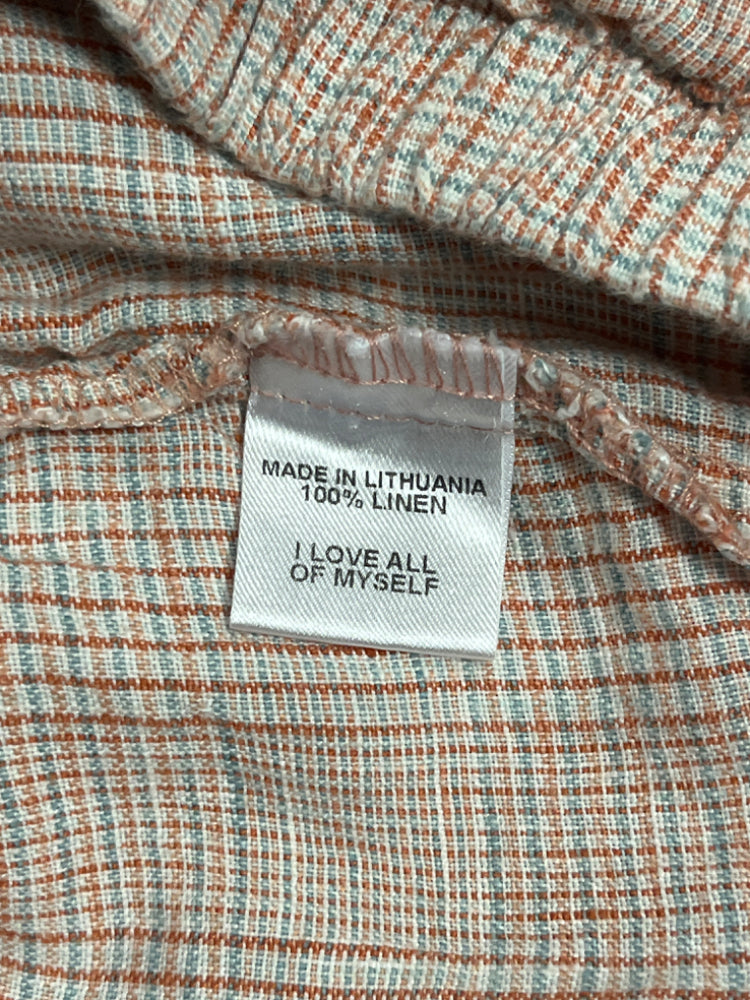 MADE IN LITHUANIA
100% LINEN
I LOVE ALL
OF MYSELF